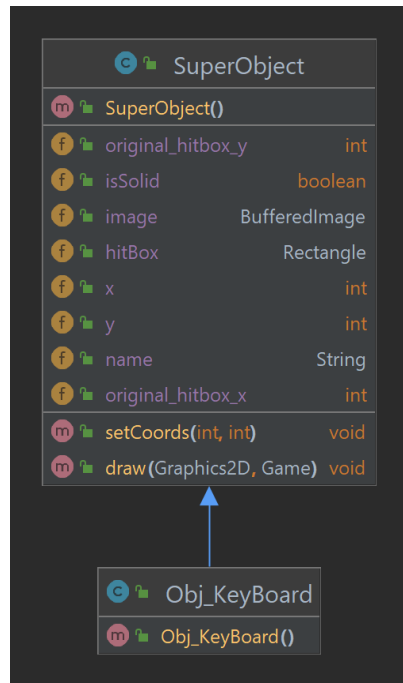 SuperObject
SuperObject()
original_hitbox_y int
isSolid boolean
image BufferedImage
hitBox Rectangle
x int
y int
name String
original_hitbox_x int
setCoords(int, int) void
draw(Graphics2D, Game) void
Obj_KeyBoard
Obj_KeyBoard()